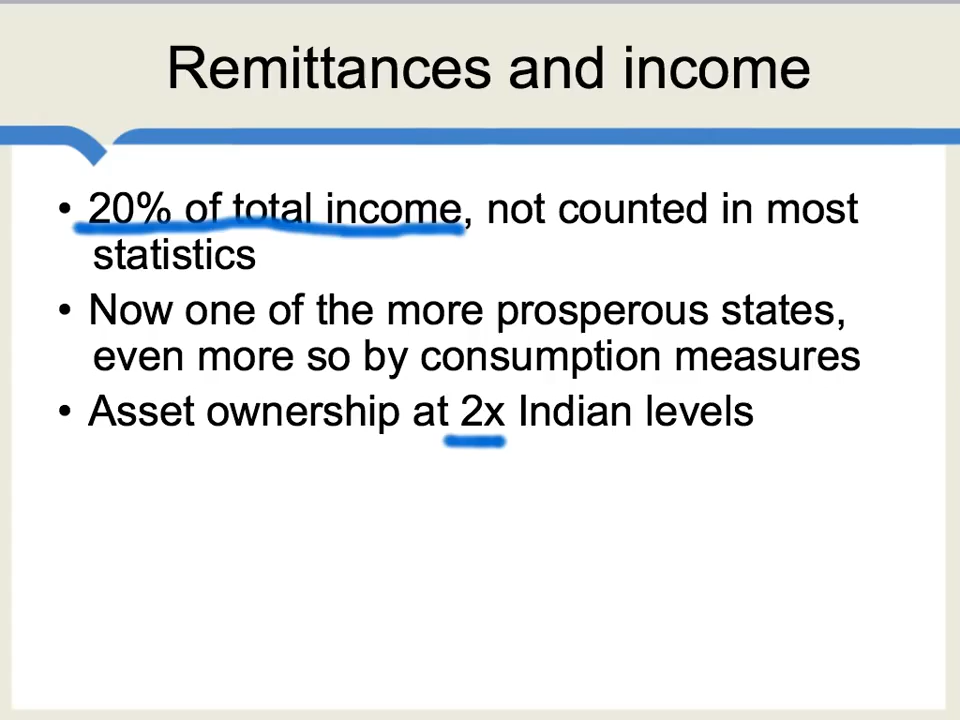 Remittances and income
• 20% of total income, not counted in most
statistics
• Now one of the more prosperous states,
even more so by consumption measures
• Asset ownership at 2x Indian levels